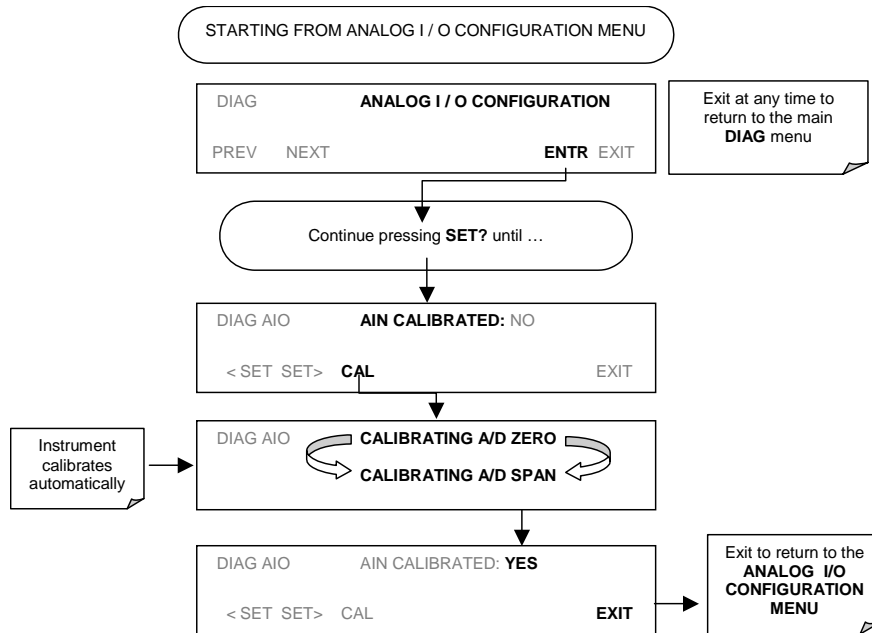 STARTING FROM ANALOG I / O CONFIGURATION MENU
DIAG ANALOG I / O CONFIGURATION
PREV NEXT ENTR EXIT
Exit at any time to
return to the main
DIAG menu
Continue pressing SET? until …
DIAG AIO AIN CALIBRATED: NO
< SET SET> CAL EXIT
Instrument
calibrates
automatically
DIAG AIO CALIBRATING A/D ZERO
CALIBRATING A/D SPAN
DIAG AIO AIN CALIBRATED: YES
< SET SET> CAL EXIT
Exit to return to the
ANALOG I/O
CONFIGURATION
MENU